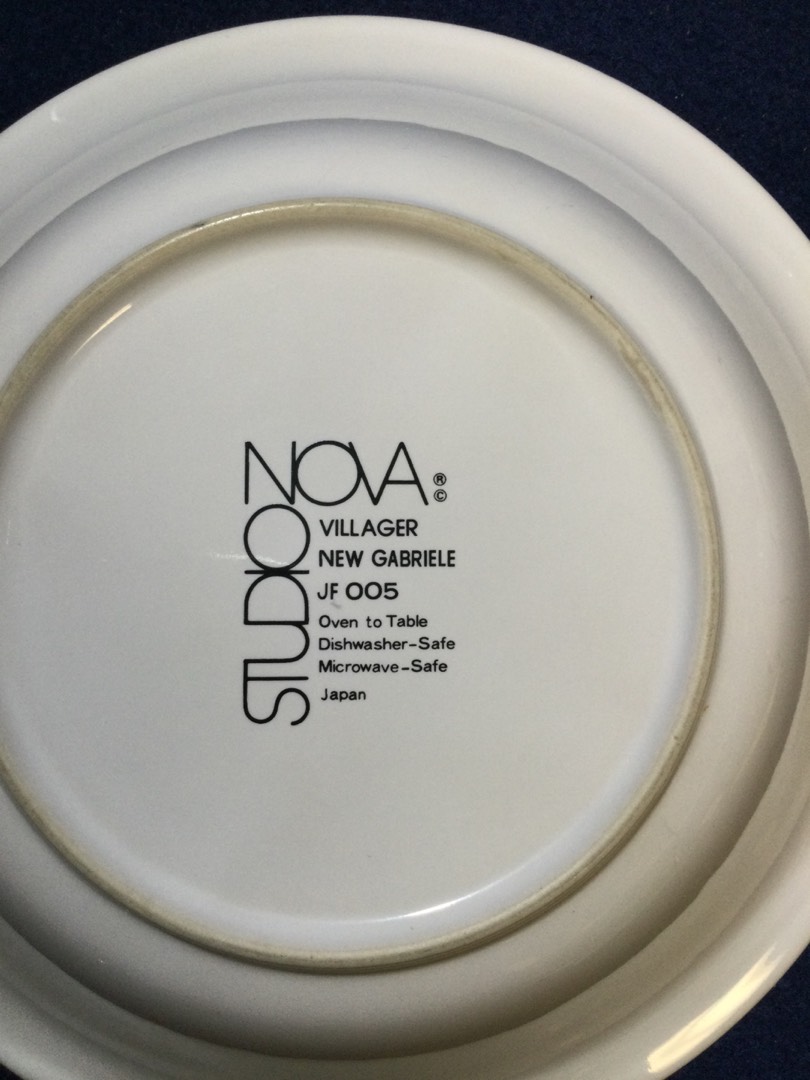 STUDIO NOVA ® ©
VILLAGER
NEW GABRIELE
JF 005
Oven to Table
Dishwasher-Safe
Microwave-Safe
Japan